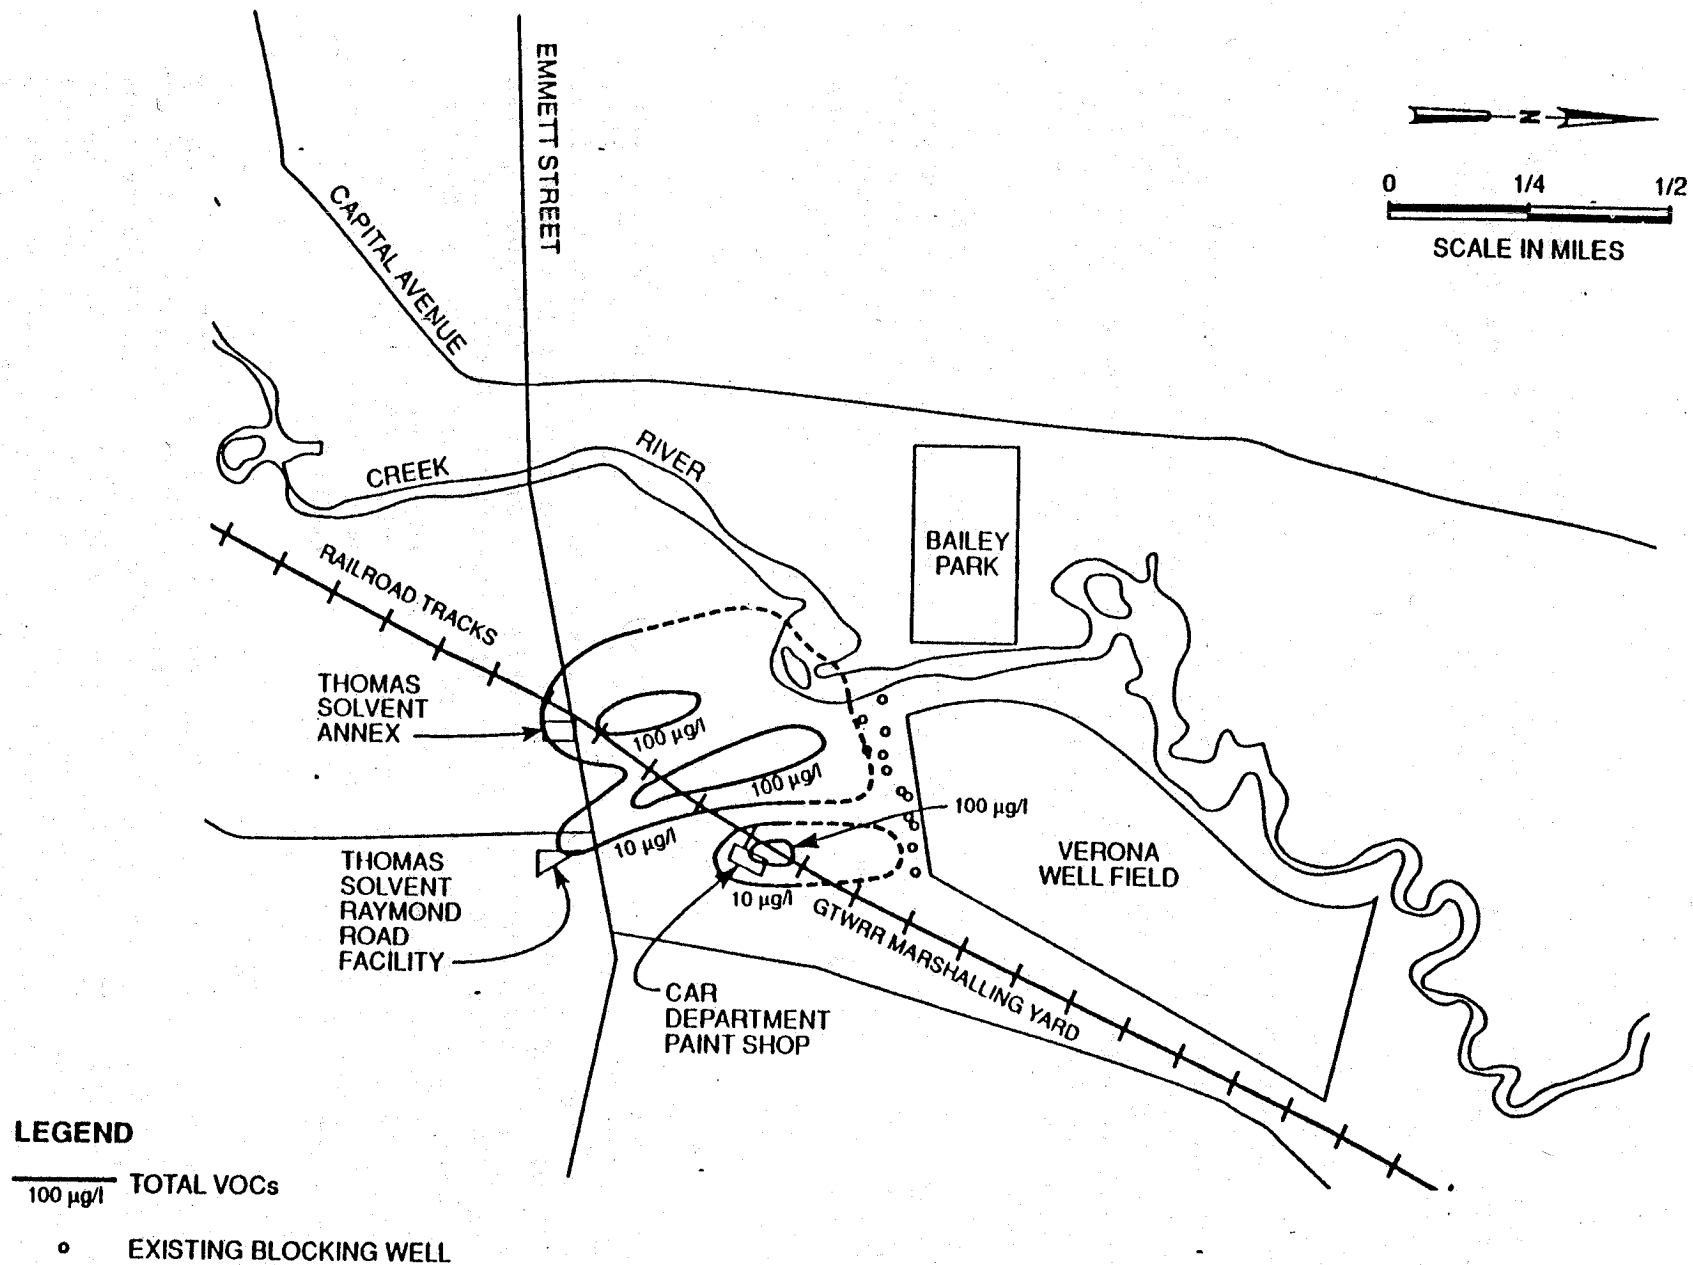 EMMETT STREET
N
0 1/4 1/2
SCALE IN MILES
CAPITAL AVENUE
CREEK
RIVER
BAILEY
PARK
RAILROAD TRACKS
THOMAS
SOLVENT
ANNEX
100 µg/l
100 µg/l
100 µg/l
10 µg/l
VERONA
WELL FIELD
THOMAS
SOLVENT
RAYMOND
ROAD
FACILITY
10 µg/l
GTWRR MARSHALLING YARD
CAR
DEPARTMENT
PAINT SHOP
LEGEND
100 µg/l TOTAL VOCs
EXISTING BLOCKING WELL